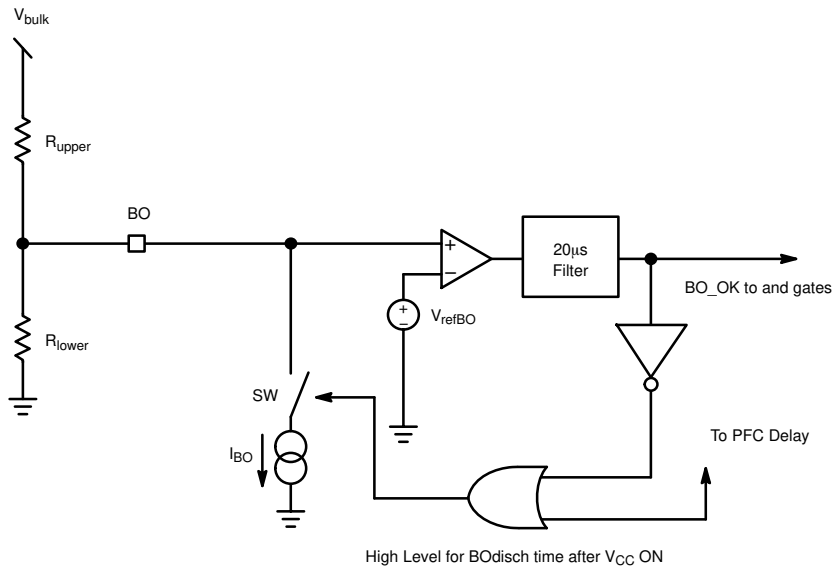 V_bulk
R_upper
BO
20μs
Filter
BO_OK to and gates
V_refBO
R_lower
SW
I_BO
To PFC Delay
High Level for BOdisch time after V_CC ON